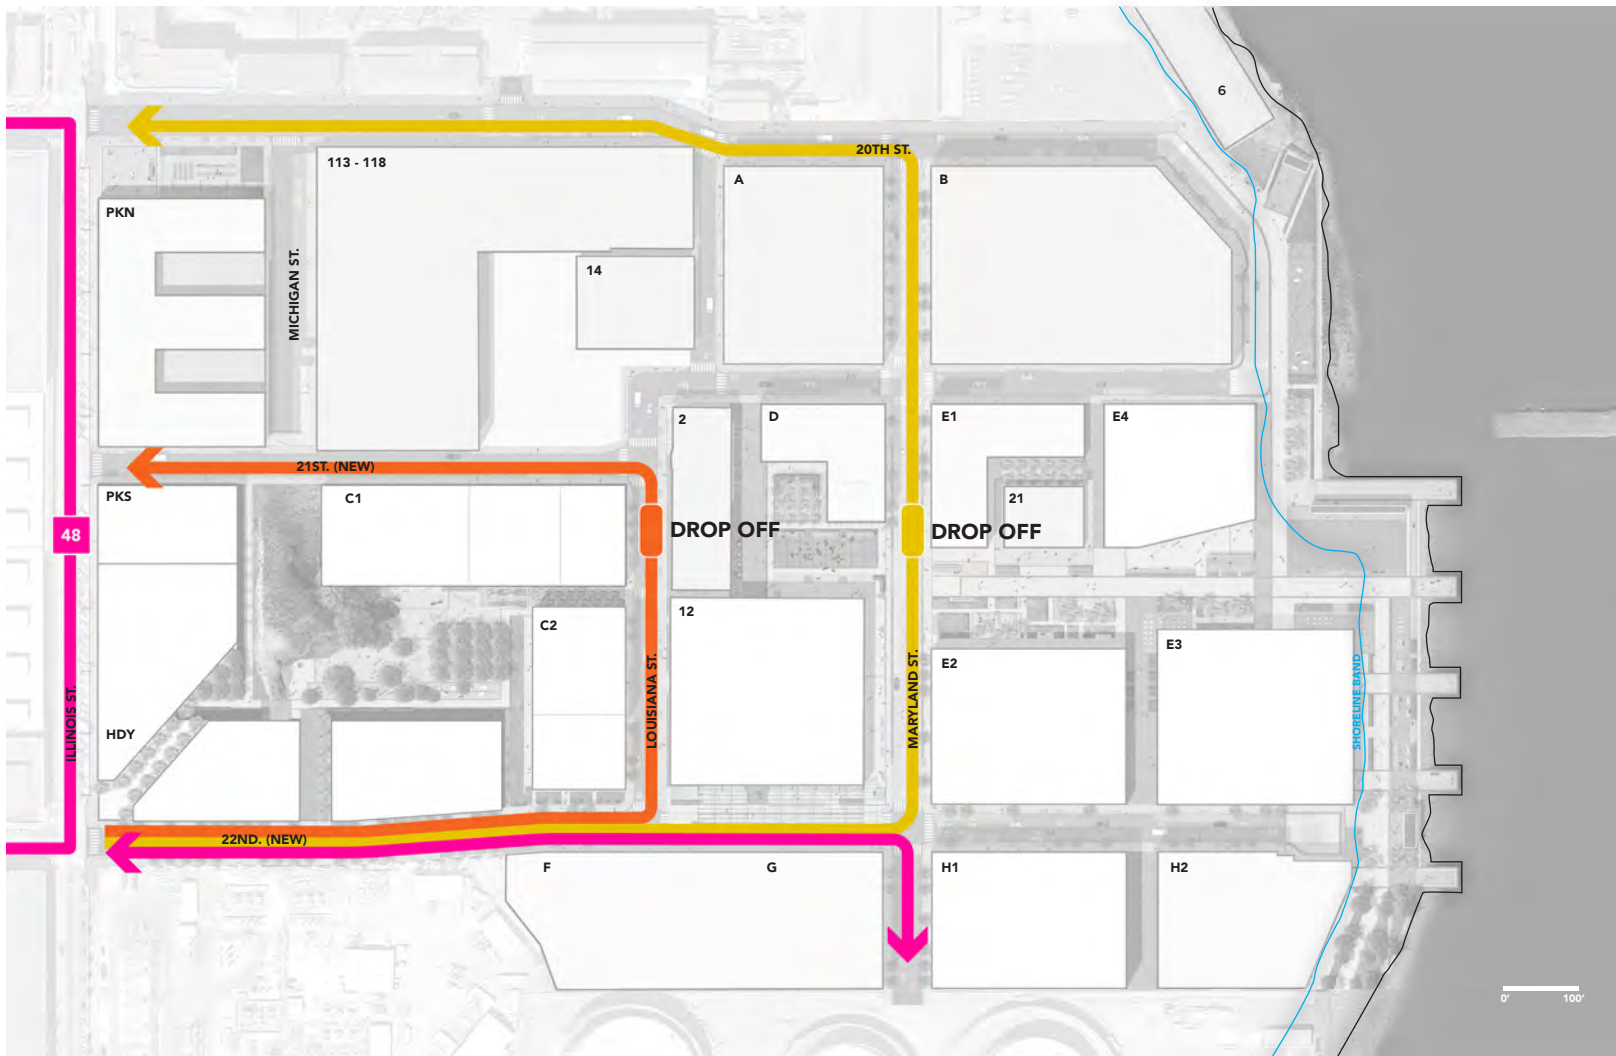 6
20TH ST.
113 - 118
A
B
PKN
MICHIGAN ST.
14
2
D
E1
E4
21ST. (NEW)
PKS
C1
21
48
DROP OFF
DROP OFF
12
C2
E3
E2
LOUISIANA ST.
MARYLAND ST.
SHORELINE BAND
ILLINOIS ST.
HDY
22ND. (NEW)
F
G
H1
H2
0'
100'